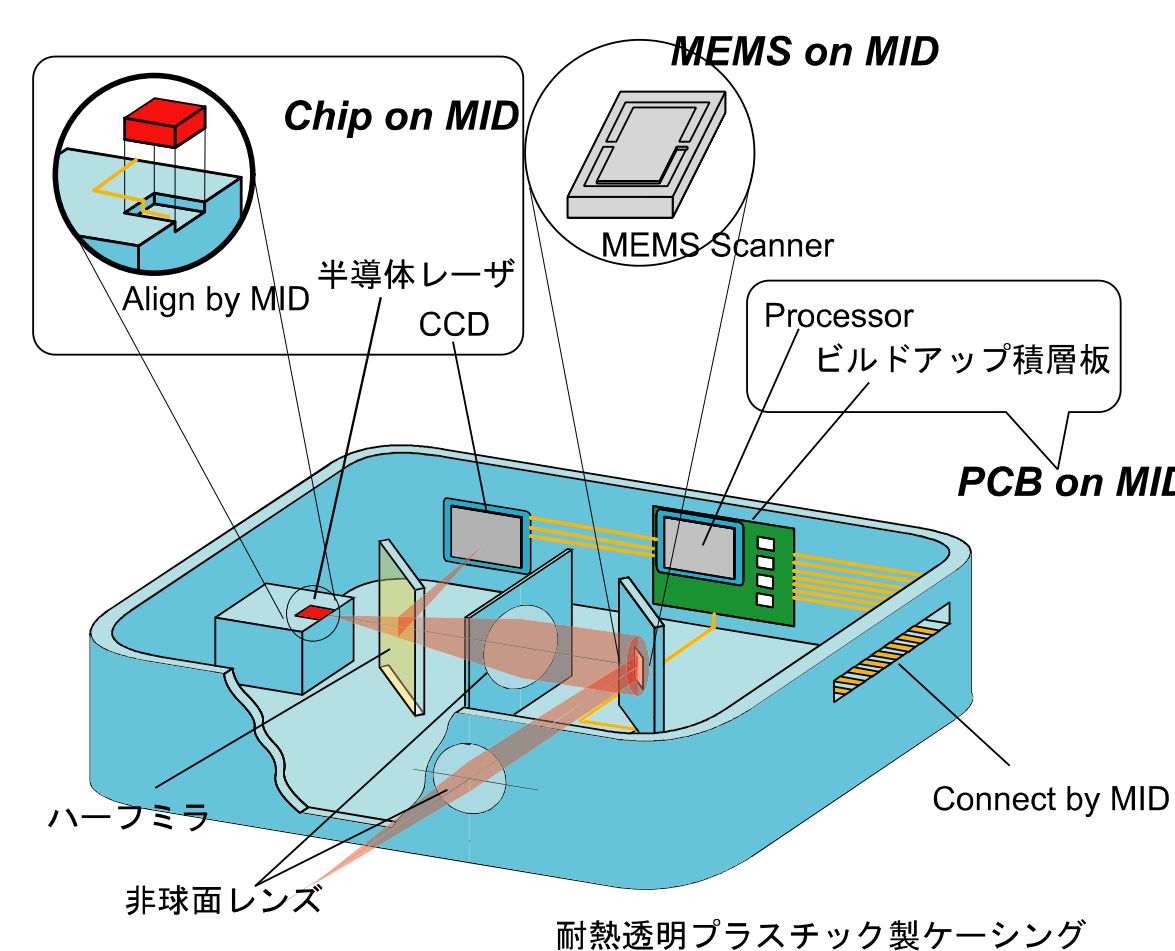 MEMS on MID
Chip on MID
MEMS Scanner
半導体レーザ
Align by MID
CCD
Processor
ビルドアップ積層板
PCB on MID
Connect by MID
ハーフミラ
非球面レンズ
耐熱透明プラスチック製ケーシング